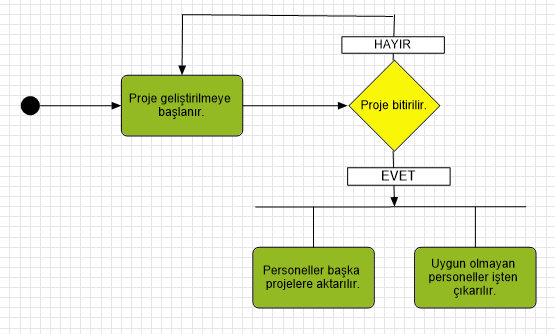 HAYIR
Proje geliştirilmeye
başlanır.
Proje bitirilir.
EVET
Personeller başka
projelere aktarılır.
Uygun olmayan
personeller işten
çıkarılır.